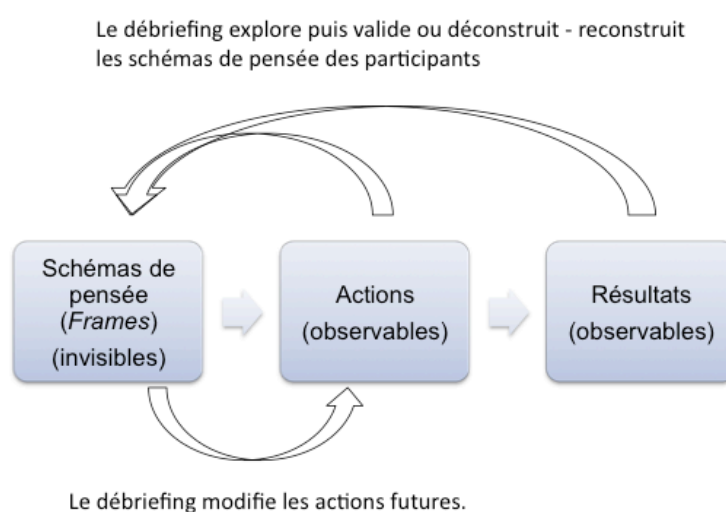 Le débriefing explore puis valide ou déconstruit - reconstruit
les schémas de pensée des participants
Schémas de
pensée
(Frames)
(invisibles)
Actions
(observables)
Résultats
(observables)
Le débriefing modifie les actions futures.